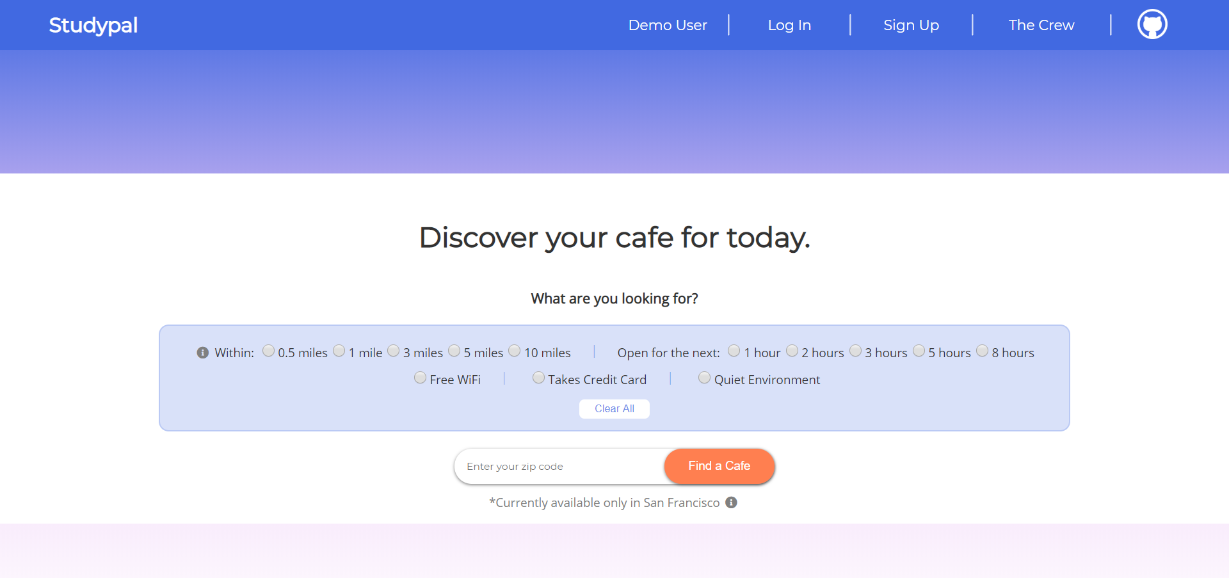 Studypal
Demo User
Log In
Sign Up
The Crew
Discover your cafe for today.
What are you looking for?
Within: 0.5 miles 1 mile 3 miles 5 miles 10 miles Open for the next: 1 hour 2 hours 3 hours 5 hours 8 hours
Free WiFi Takes Credit Card Quiet Environment
Clear All
Enter your zip code Find a Cafe
*Currently available only in San Francisco